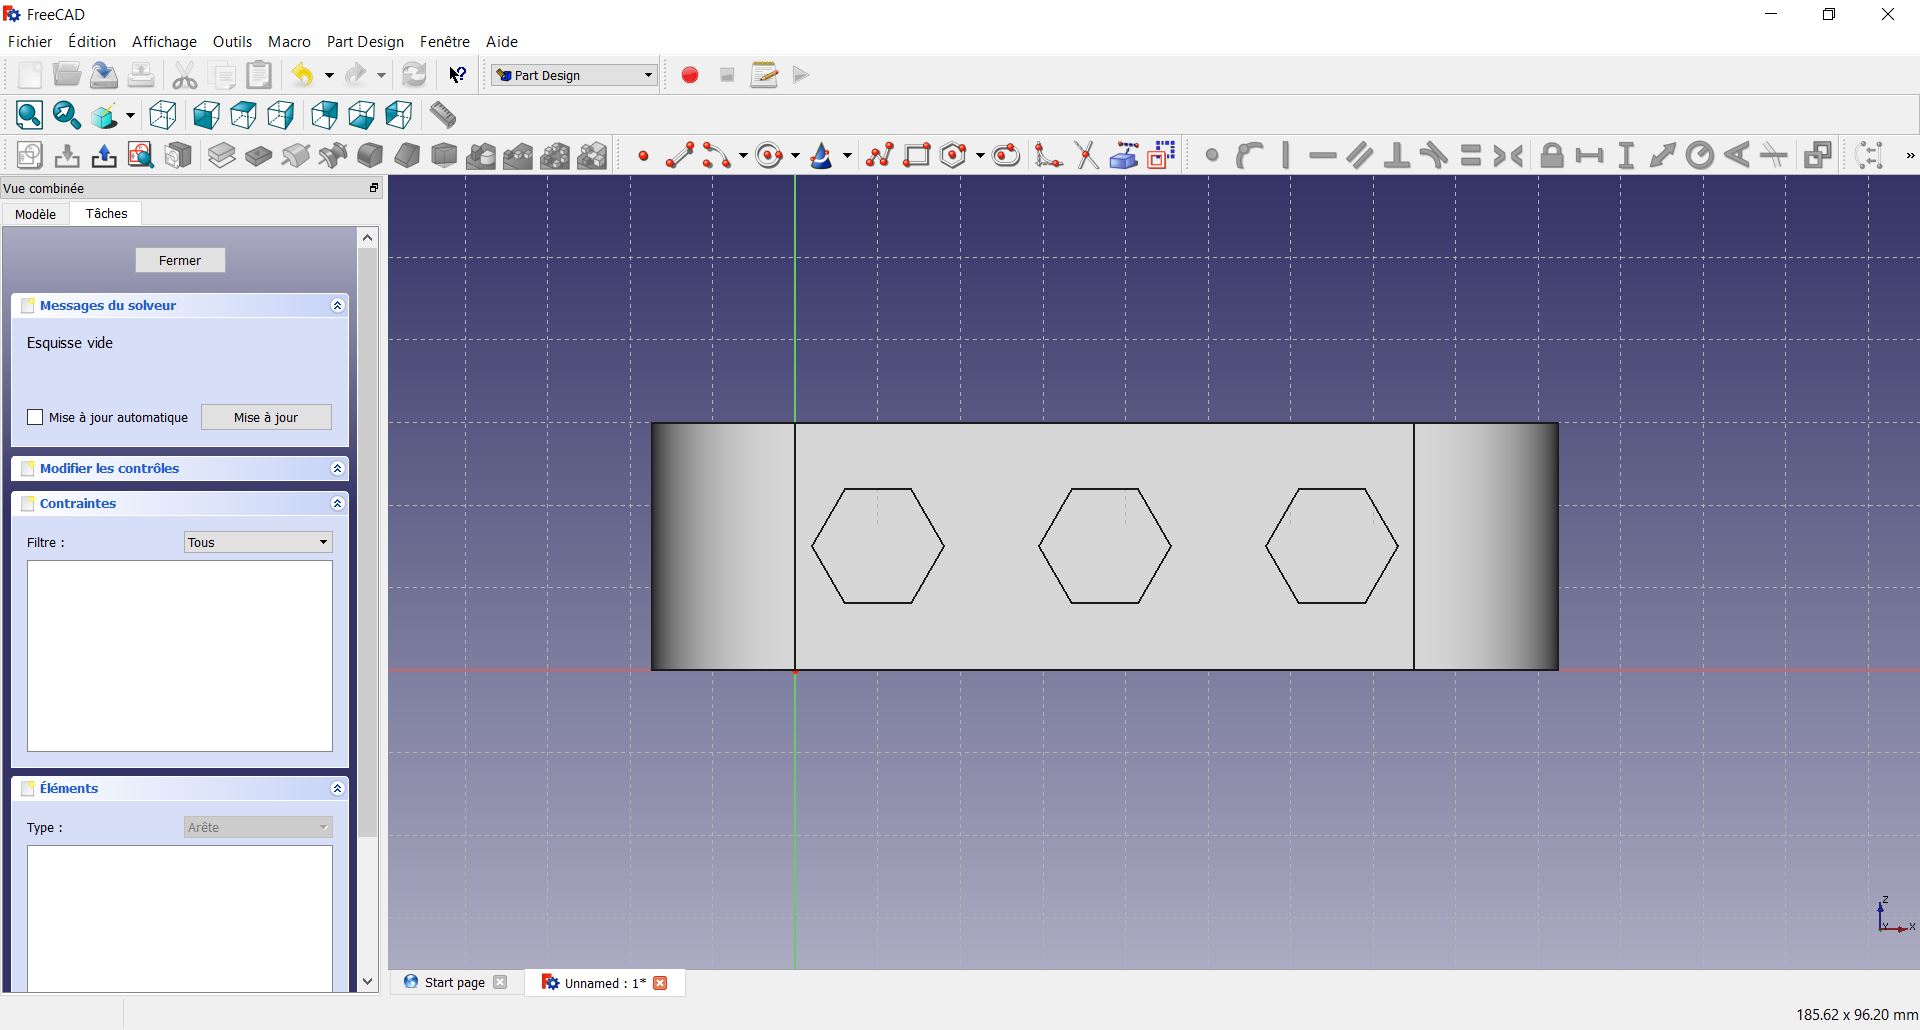 FreeCAD
Fichier Édition Affichage Outils Macro Part Design Fenêtre Aide
Part Design
»
Vue combinée
Modèle Tâches
Fermer
Messages du solveur
Esquisse vide
Mise à jour automatique Mise à jour
Modifier les contrôles
Contraintes
Filtre : Tous
Éléments
Type : Arête
Z
Y X
Start page Unnamed : 1*
185.62 x 96.20 mm